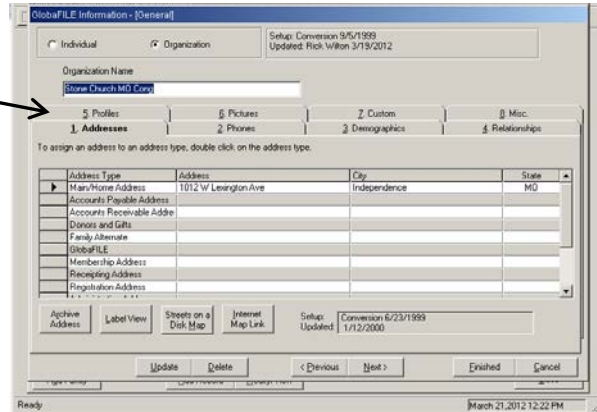 GlobaFILE Information - [General]
Individual
Organization
Setup: Conversion 9/5/1999
Updated: Rick Wilton 3/19/2012
Organization Name
Stone Church MO Cong
5. Profiles 6. Pictures 7. Custom 8. Misc.
1. Addresses 2. Phones 3. Demographics 4. Relationships
To assign an address to an address type, double click on the address type.
Address Type Address City State
Main/Home Address 1012 W Lexington Ave Independence MO
Accounts Payable Address
Accounts Receivable Addre
Donors and Gifts
Family Alternate
GlobaFILE
Membership Address
Receipting Address
Registration Address
Archive Address
Label View
Streets on a Disk Map
Internet Map Link
Setup: Conversion 6/23/1999
Updated: 1/12/2000
Update Delete < Previous Next > Finished Cancel
Ready March 21,2012 12:22 PM